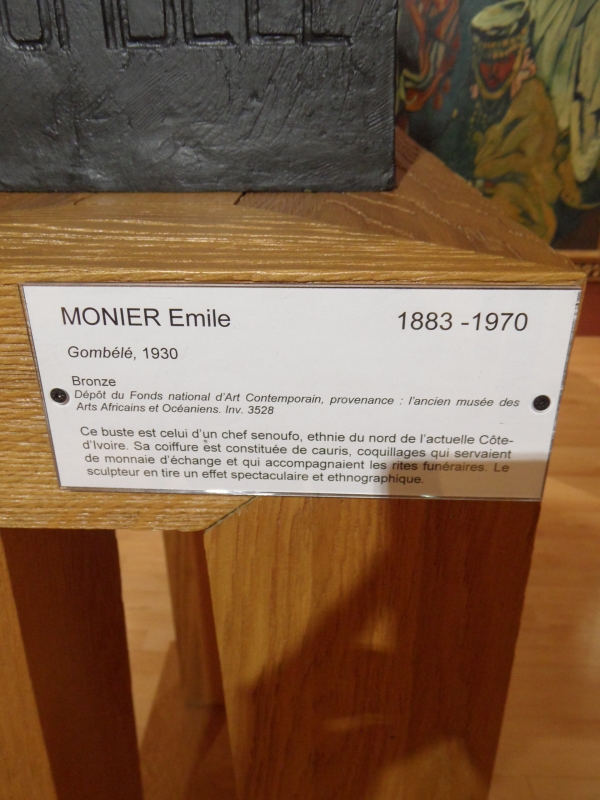 MONIER Emile 1883 -1970
Gombélé, 1930
Bronze
Dépôt du Fonds national d'Art Contemporain, provenance : l'ancien musée des
Arts Africains et Océaniens. Inv. 3528
Ce buste est celui d'un chef senoufo, ethnie du nord de l'actuelle Côte-
d'Ivoire. Sa coiffure est constituée de cauris, coquillages qui servaient
de monnaie d'échange et qui accompagnaient les rites funéraires. Le
sculpteur en tire un effet spectaculaire et ethnographique.